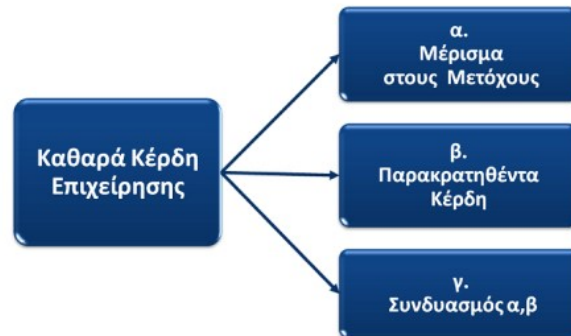 Καθαρά Κέρδη
Επιχείρησης
α.
Μέρισμα
στους Μετόχους
β.
Παρακρατηθέντα
Κέρδη
γ.
Συνδυασμός α,β